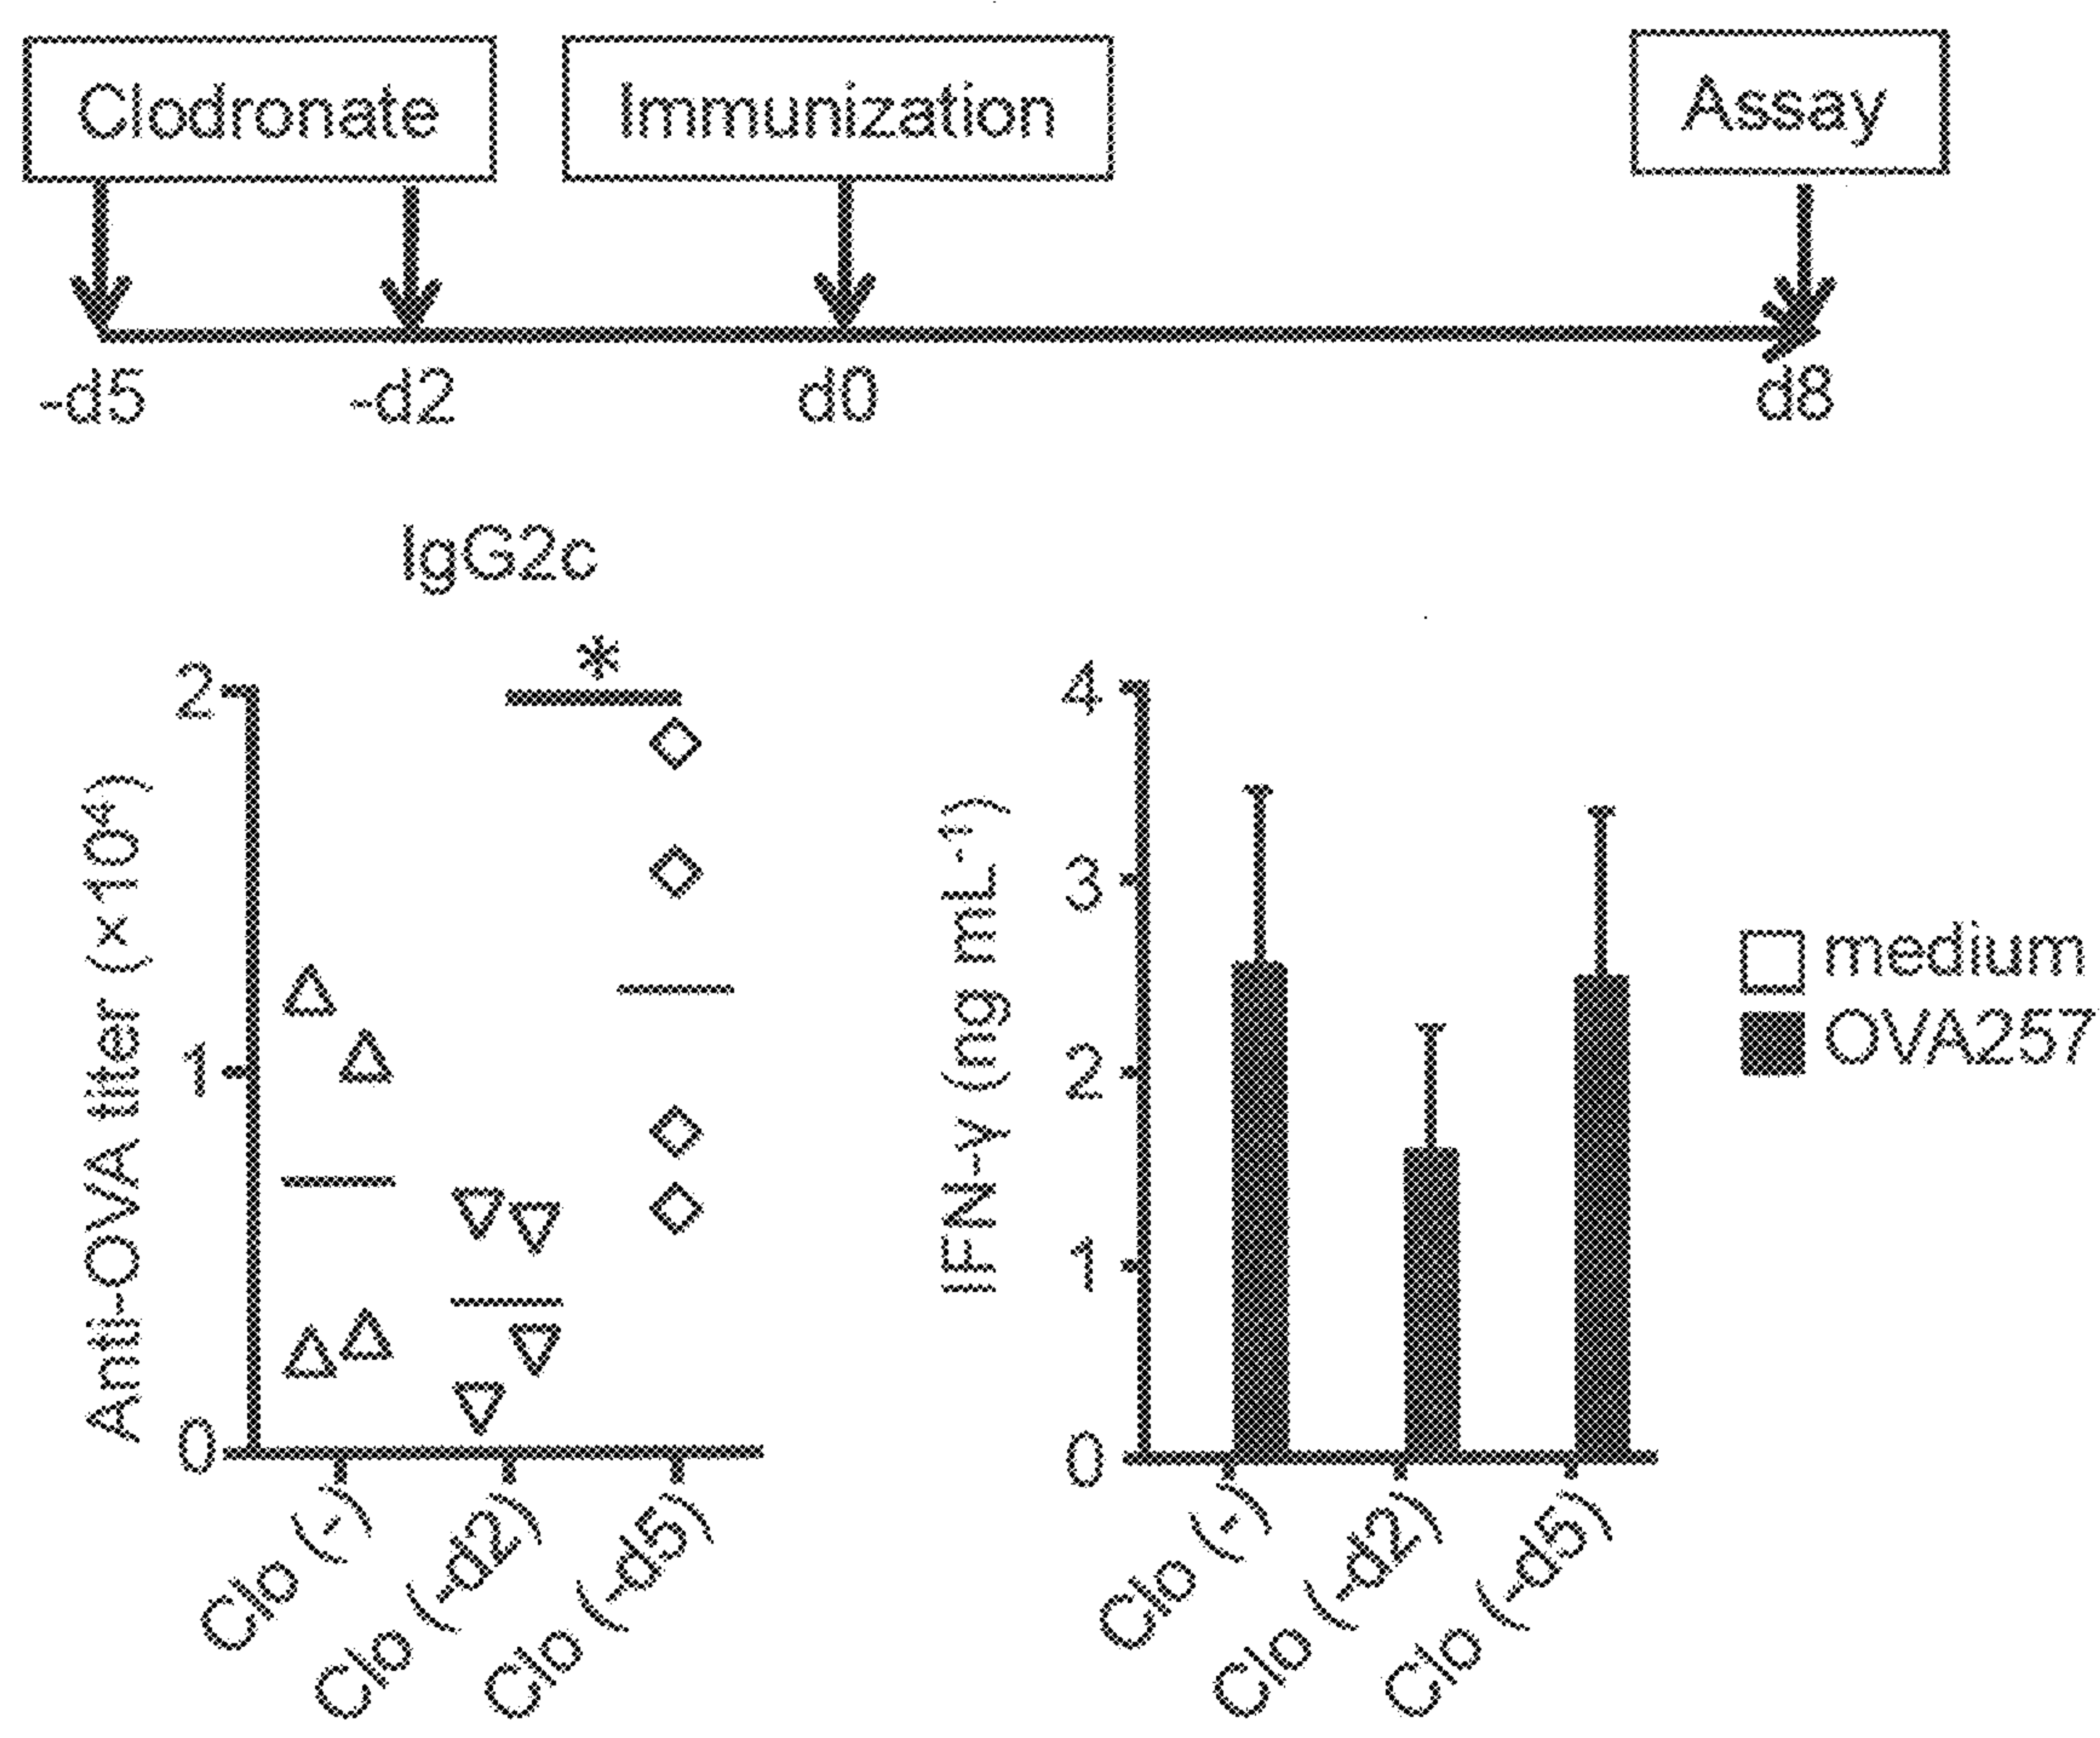 Clodronate Immunization Assay
-d5 -d2 d0 d8
IgG2c
Anti-OVA titer (×10⁴)
2
1
0
*
Clo (-)
Clo (-d2)
Clo (-d5)
IFN-γ (ng mL⁻¹)
4
3
2
1
0
Clo (-)
Clo (-d2)
Clo (-d5)
medium
OVA257